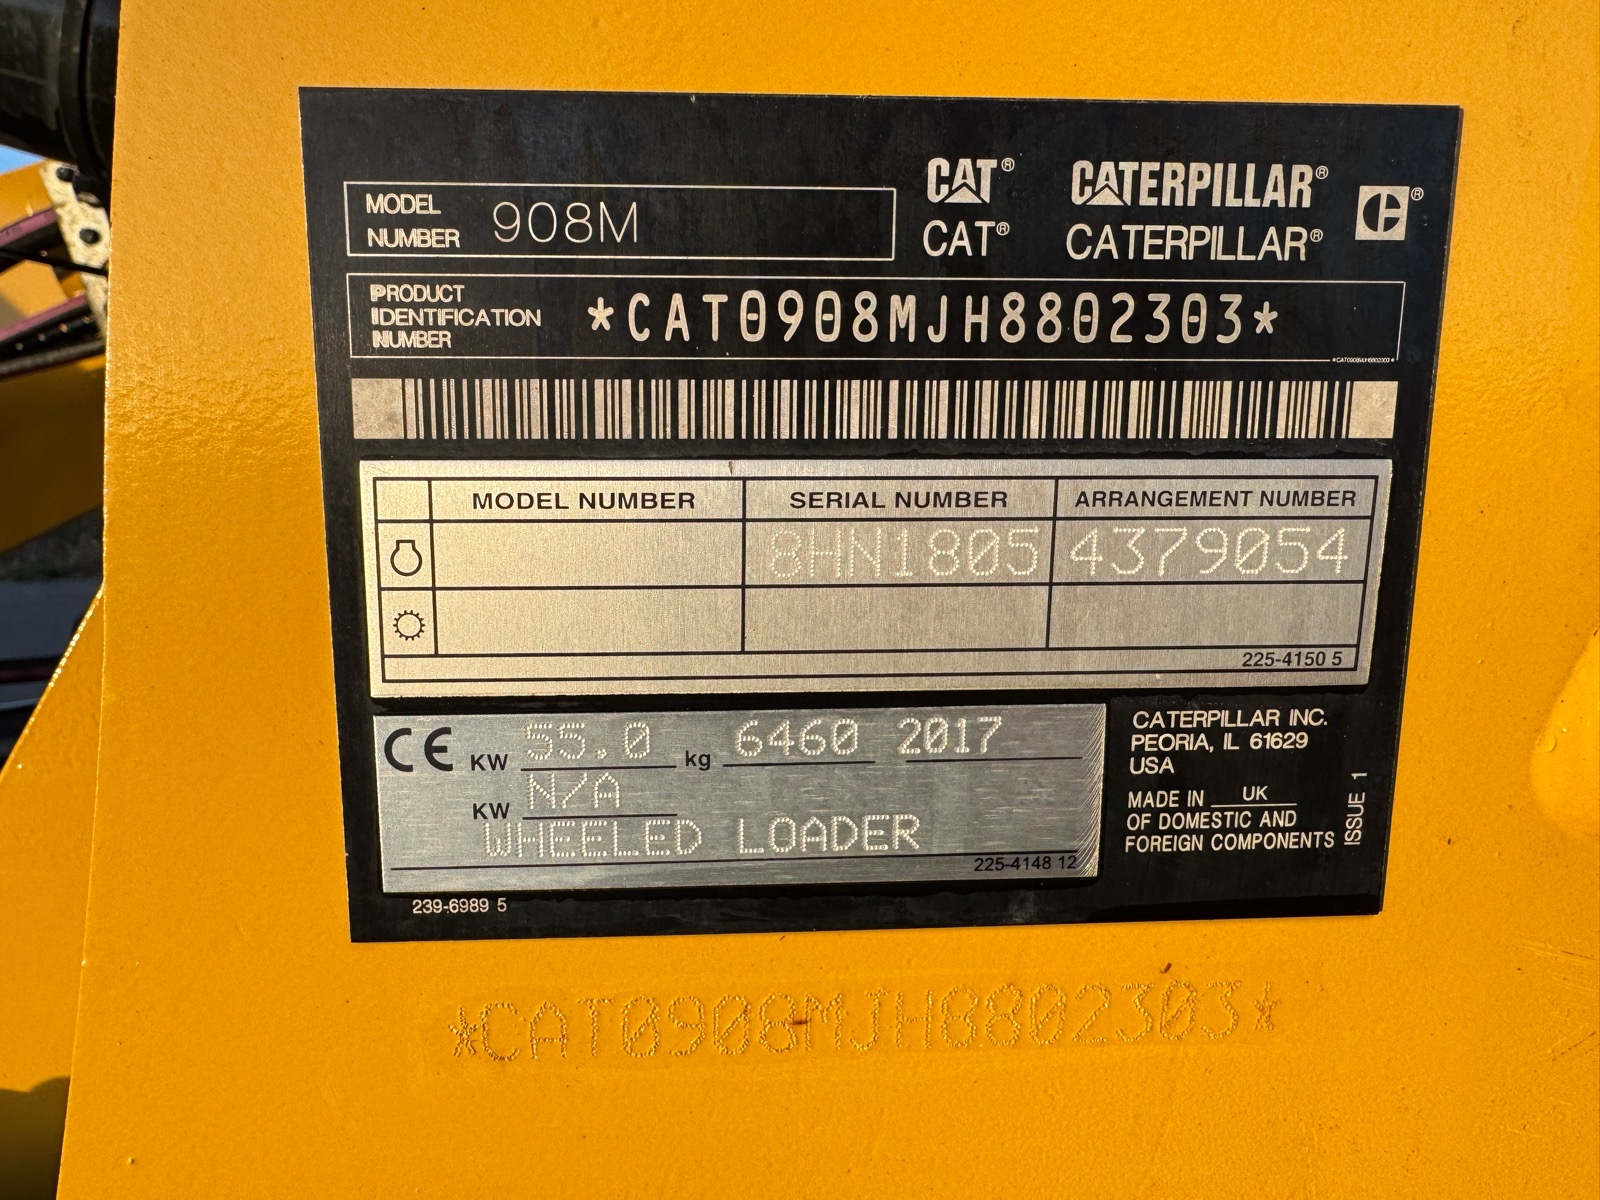 MODEL NUMBER 908M
CAT® CATERPILLAR®
CAT® CATERPILLAR®
PRODUCT IDENTIFICATION NUMBER *CAT0908MJH8802303*
*CAT0908MJH8802303*
MODEL NUMBER SERIAL NUMBER ARRANGEMENT NUMBER
8HN1805 4379054
225-4150 5
CE KW 55.0 kg 6460 2017
KW N/A
WHEELED LOADER
225-4148 12
CATERPILLAR INC.
PEORIA, IL 61629
USA
MADE IN UK
OF DOMESTIC AND
FOREIGN COMPONENTS
ISSUE 1
239-6989 5
*CAT0908MJH8802303*